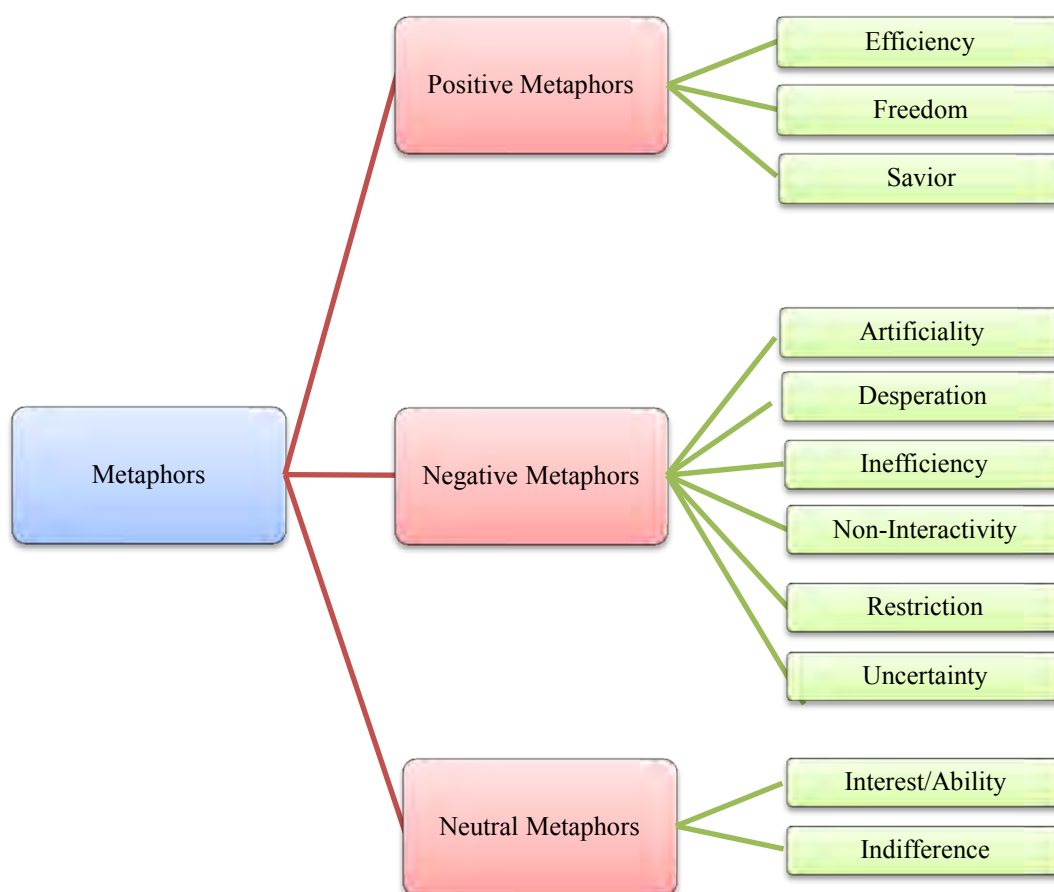 Metaphors
Positive Metaphors
Efficiency
Freedom
Savior
Negative Metaphors
Artificiality
Desperation
Inefficiency
Non-Interactivity
Restriction
Uncertainty
Neutral Metaphors
Interest/Ability
Indifference